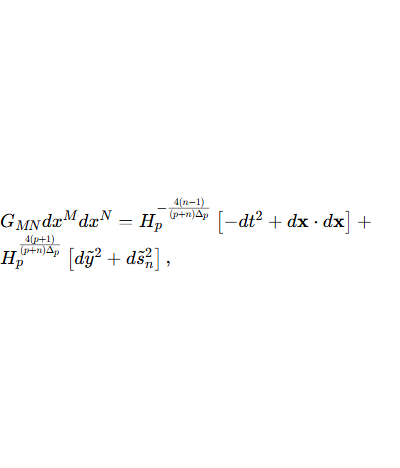 $G_{MN}dx^M dx^N = H_p^{-\frac{4(n-1)}{(p+n)\Delta_p}} \left[-dt^2 + d\mathbf{x} \cdot d\mathbf{x}\right] +$
$H_p^{\frac{4(p+1)}{(p+n)\Delta_p}} \left[d\tilde{y}^2 + d\tilde{s}_n^2\right],$